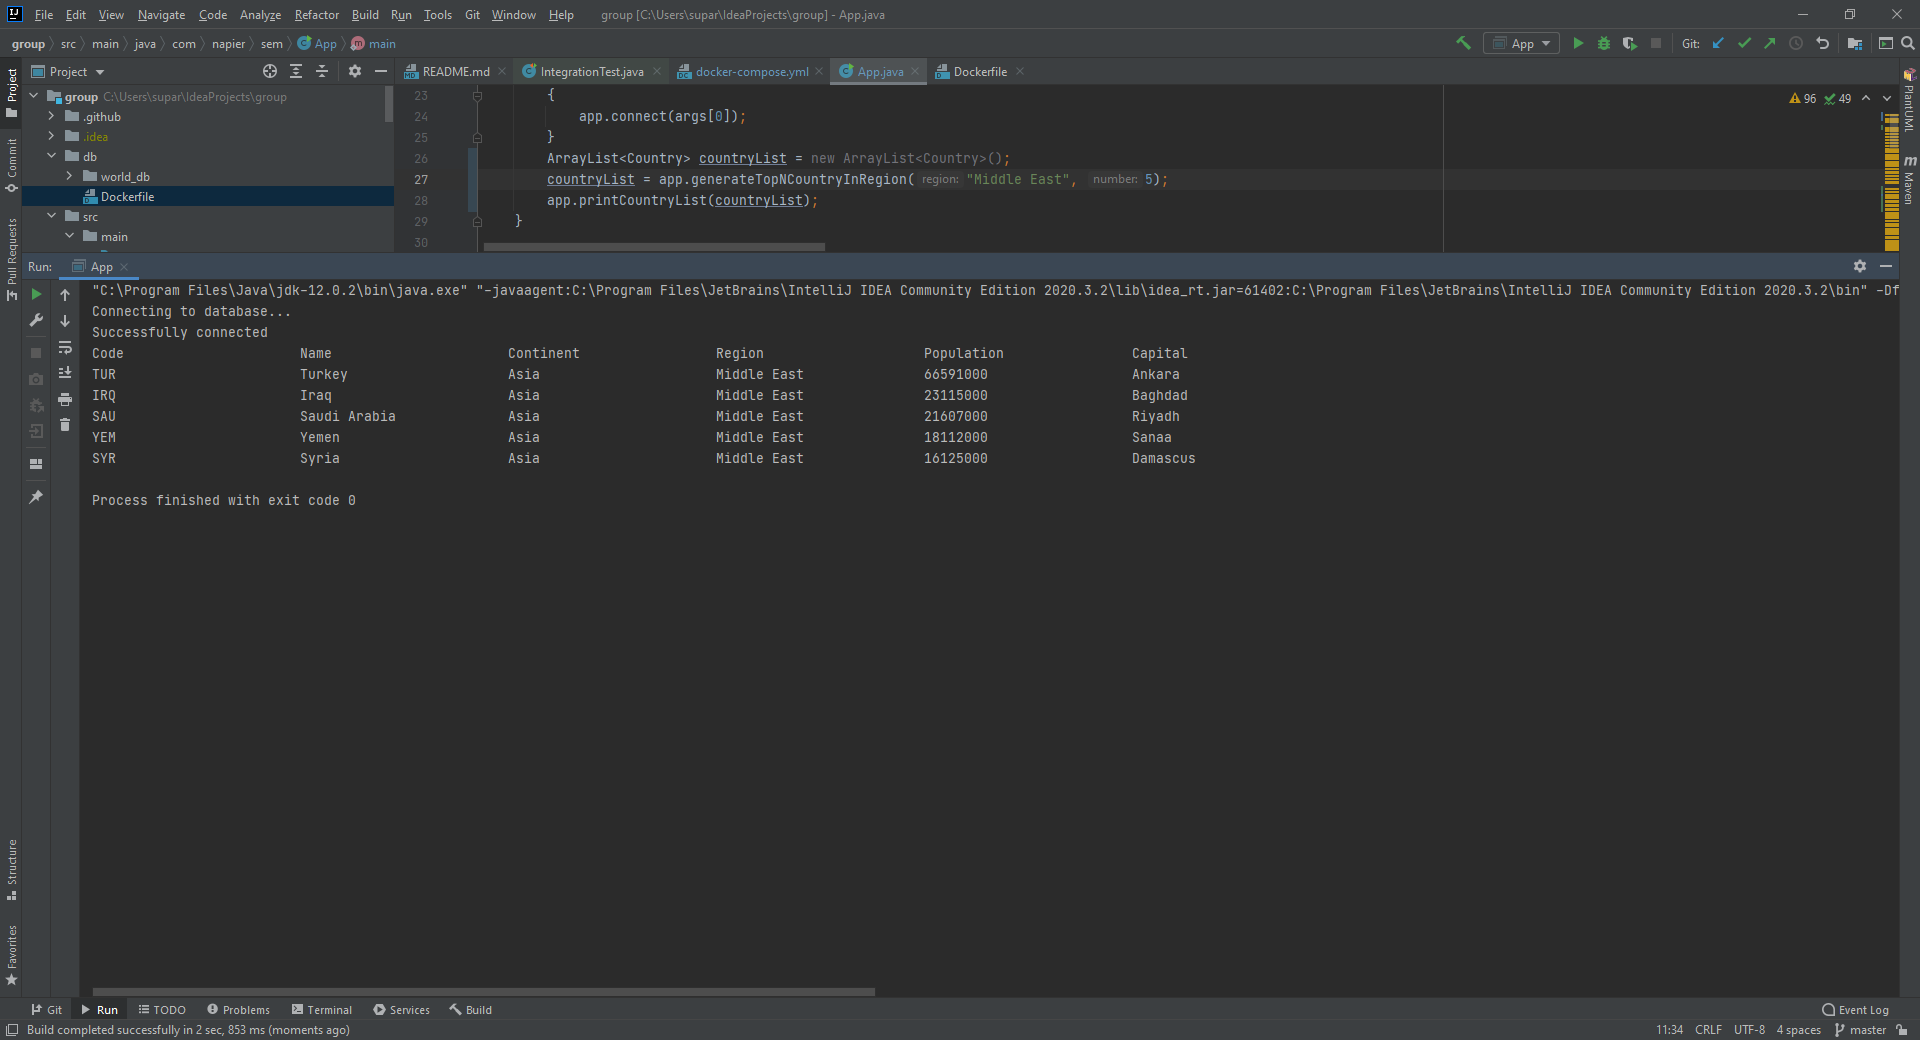 File Edit View Navigate Code Analyze Refactor Build Run Tools Git Window Help group [C:\Users\supar\IdeaProjects\group] - App.java
group src main java com napier sem App main
App Git:
Project
README.md IntegrationTest.java docker-compose.yml App.java Dockerfile
group C:\Users\supar\IdeaProjects\group
.github
.idea
db
world_db
Dockerfile
src
main
96 49
23 {
24 app.connect(args[0]);
25 }
26 ArrayList<Country> countryList = new ArrayList<Country>();
27 countryList = app.generateTopNCountryInRegion( region: "Middle East", number: 5);
28 app.printCountryList(countryList);
29 }
30
Project
Commit
Pull Requests
Structure
Favorites
PlantUML
Maven
Run: App
"C:\Program Files\Java\jdk-12.0.2\bin\java.exe" "-javaagent:C:\Program Files\JetBrains\IntelliJ IDEA Community Edition 2020.3.2\lib\idea_rt.jar=61402:C:\Program Files\JetBrains\IntelliJ IDEA Community Edition 2020.3.2\bin" -Df
Connecting to database...
Successfully connected
Code Name Continent Region Population Capital
TUR Turkey Asia Middle East 66591000 Ankara
IRQ Iraq Asia Middle East 23115000 Baghdad
SAU Saudi Arabia Asia Middle East 21607000 Riyadh
YEM Yemen Asia Middle East 18112000 Sanaa
SYR Syria Asia Middle East 16125000 Damascus
Process finished with exit code 0
Git Run TODO Problems Terminal Services Build Event Log
Build completed successfully in 2 sec, 853 ms (moments ago) 11:34 CRLF UTF-8 4 spaces master